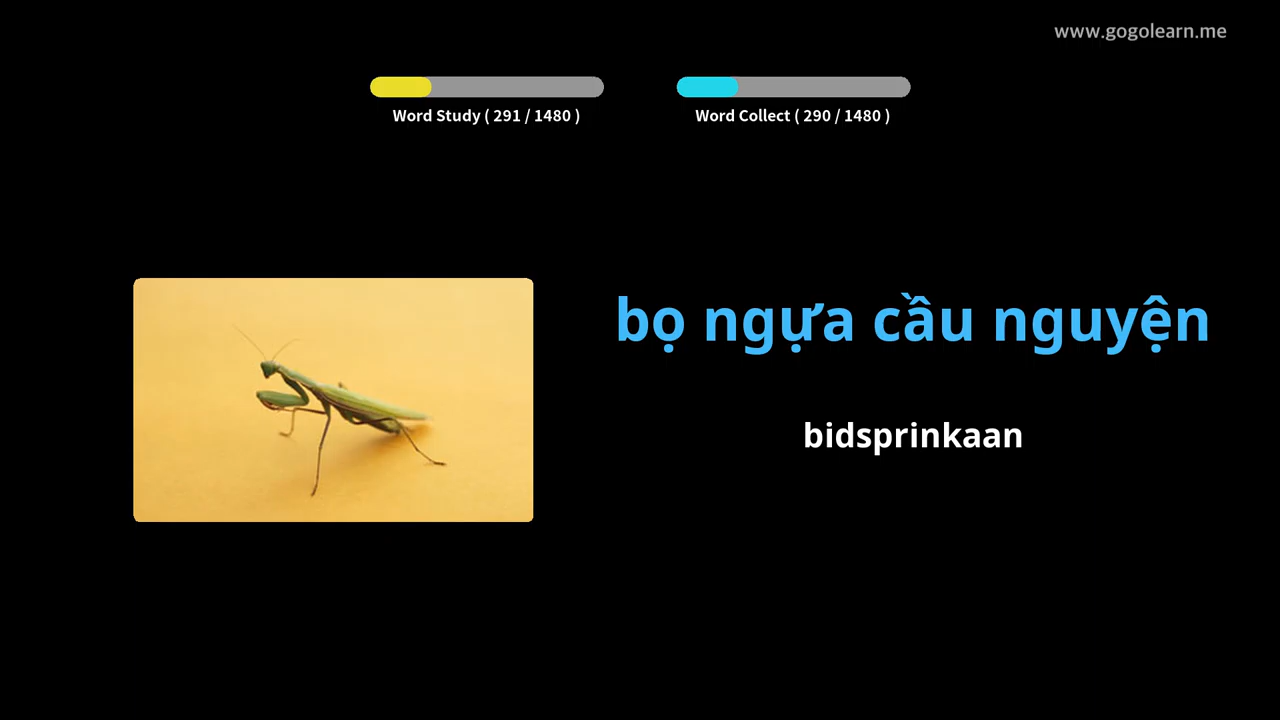 www.gogolearn.me
Word Study ( 291 / 1480 )
Word Collect ( 290 / 1480 )
bọ ngựa cầu nguyện
bidsprinkaan